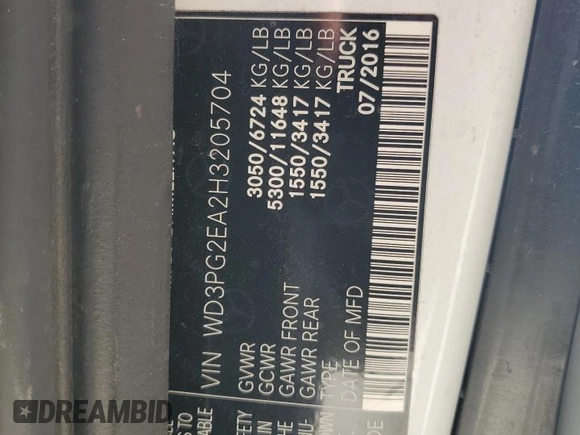 VIN WD3PG2EA2H3205704
GVWR 3050/6724 KG/LB
GCWR 5300/11648 KG/LB
GAWR FRONT 1550/3417 KG/LB
GAWR REAR 1550/3417 KG/LB
TYPE TRUCK
DATE OF MFD 07/2016
DREAMBID